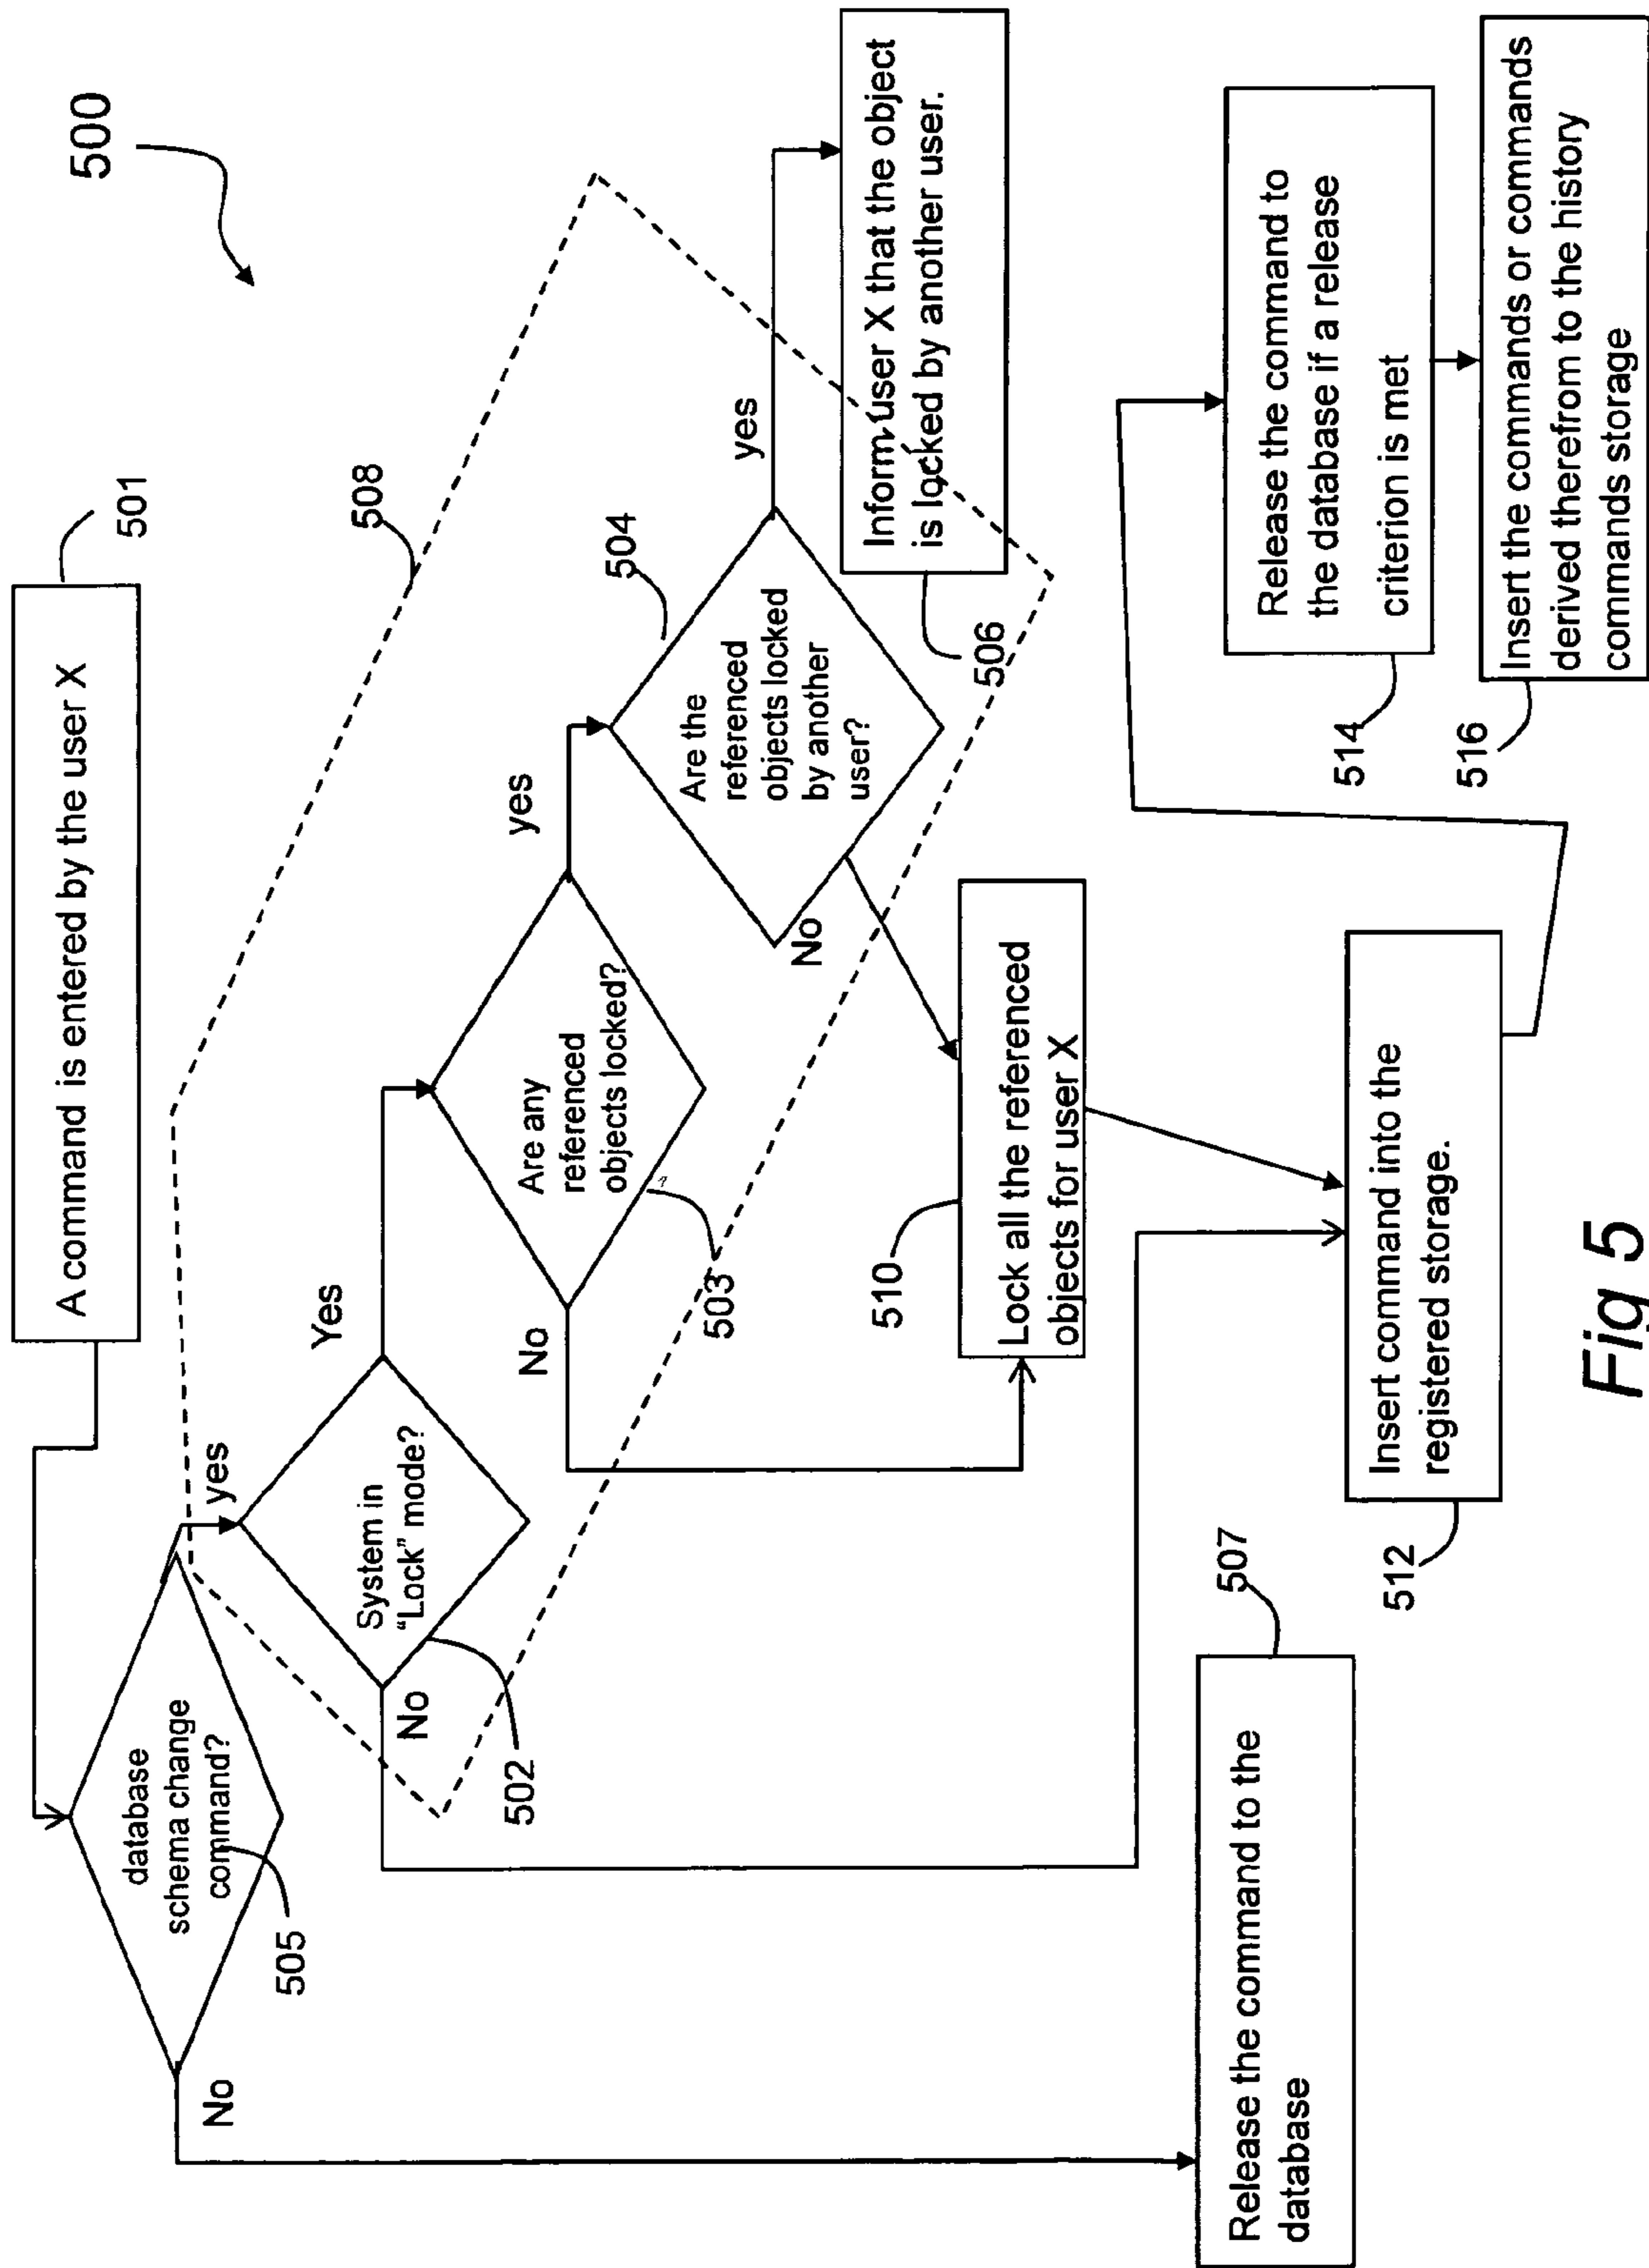 500
A command is entered by the user X
501
database
schema change
command?
505
yes
No
508
System in
"Lock" mode?
502
Yes
No
Are any
referenced
objects locked?
503
yes
No
Are the
referenced
objects locked
by another
user?
504
yes
No
Inform user X that the object
is locked by another user.
506
Lock all the referenced
objects for user X
510
Release the command to the
database
507
Insert command into the
registered storage.
512
Release the command to
the database if a release
criterion is met
514
Insert the commands or commands
derived therefrom to the history
commands storage
516
Fig 5